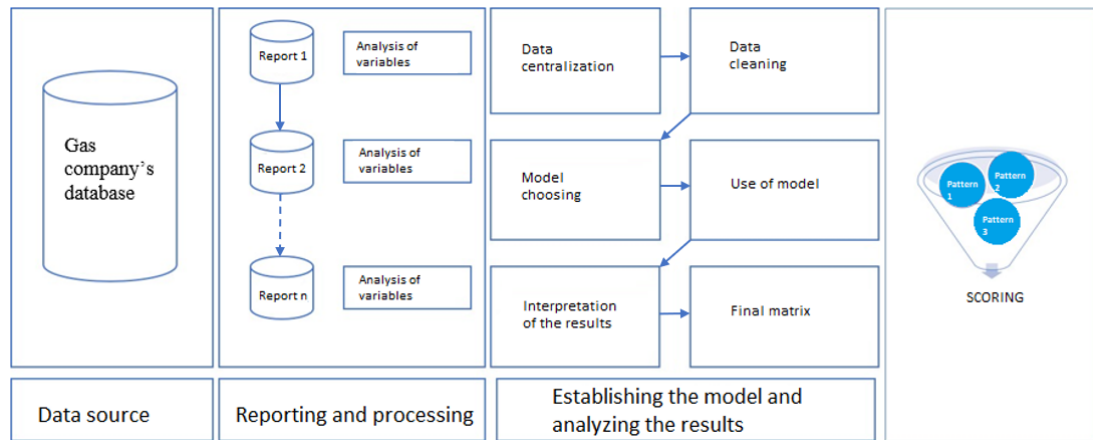 Gas
company's
database
Report 1
Analysis of
variables
Report 2
Analysis of
variables
Report n
Analysis of
variables
Data
centralization
Data
cleaning
Model
choosing
Use of model
Interpretation
of the results
Final matrix
Pattern
1
Pattern
2
Pattern
3
SCORING
Data source
Reporting and processing
Establishing the model and
analyzing the results